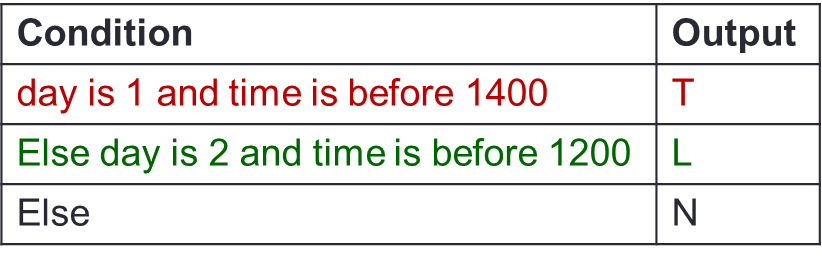 Condition Output
day is 1 and time is before 1400 T
Else day is 2 and time is before 1200 L
Else N